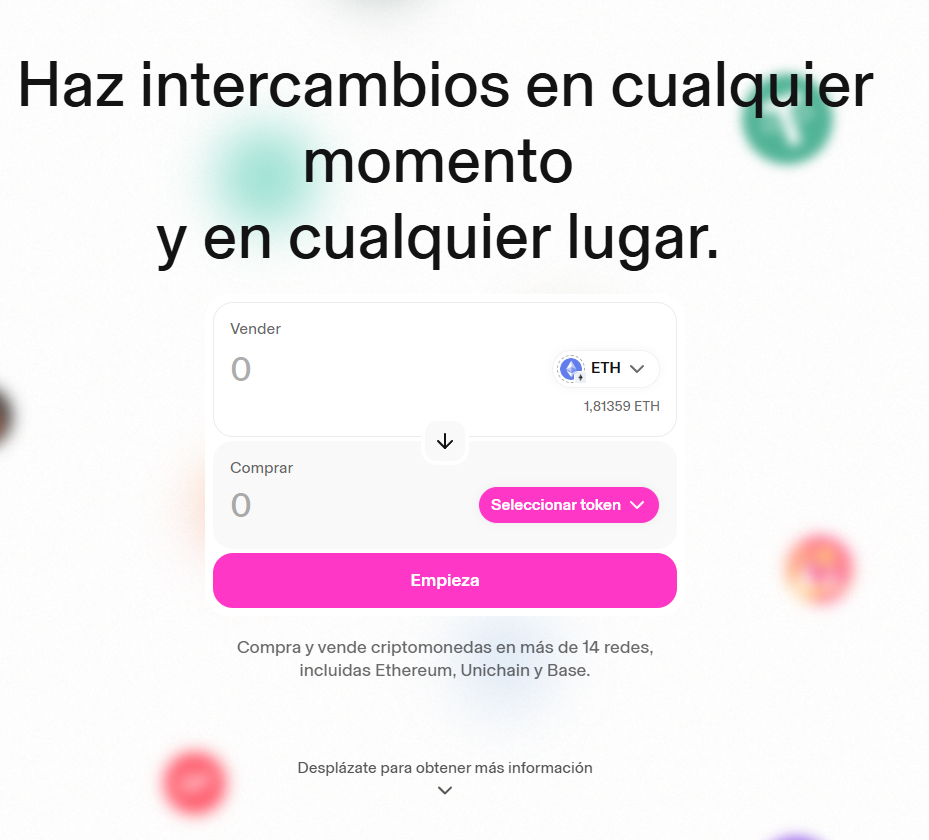 Haz intercambios en cualquier
momento
y en cualquier lugar.
Vender
0
ETH
1,81359 ETH
Comprar
0
Seleccionar token
Empieza
Compra y vende criptomonedas en más de 14 redes,
incluidas Ethereum, Unichain y Base.
Desplázate para obtener más información